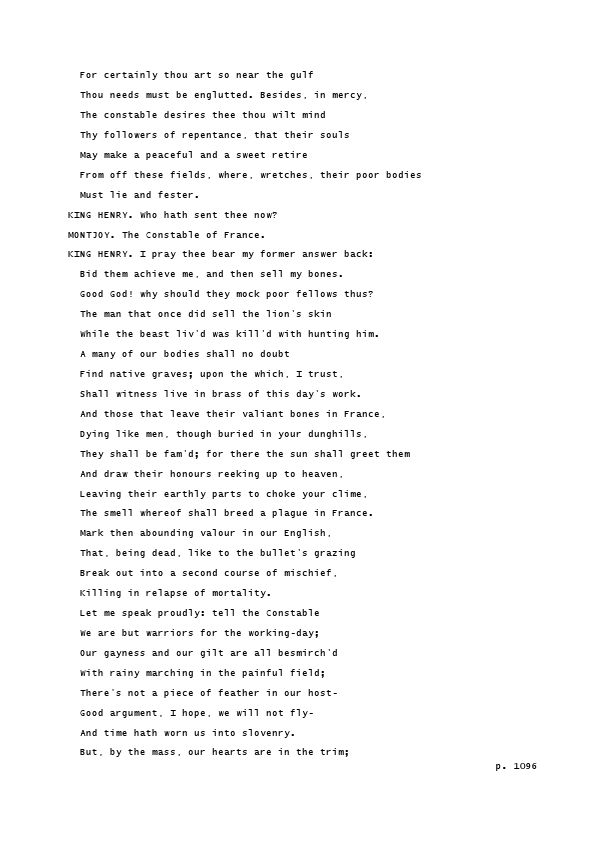 For certainly thou art so near the gulf
Thou needs must be englutted. Besides, in mercy,
The constable desires thee thou wilt mind
Thy followers of repentance, that their souls
May make a peaceful and a sweet retire
From off these fields, where, wretches, their poor bodies
Must lie and fester.
KING HENRY. Who hath sent thee now?
MONTJOY. The Constable of France.
KING HENRY. I pray thee bear my former answer back:
Bid them achieve me, and then sell my bones.
Good God! why should they mock poor fellows thus?
The man that once did sell the lion's skin
While the beast liv'd was kill'd with hunting him.
A many of our bodies shall no doubt
Find native graves; upon the which, I trust,
Shall witness live in brass of this day's work.
And those that leave their valiant bones in France,
Dying like men, though buried in your dunghills,
They shall be fam'd; for there the sun shall greet them
And draw their honours reeking up to heaven,
Leaving their earthly parts to choke your clime,
The smell whereof shall breed a plague in France.
Mark then abounding valour in our English,
That, being dead, like to the bullet's grazing
Break out into a second course of mischief,
Killing in relapse of mortality.
Let me speak proudly: tell the Constable
We are but warriors for the working-day;
Our gayness and our gilt are all besmirch'd
With rainy marching in the painful field;
There's not a piece of feather in our host-
Good argument, I hope, we will not fly-
And time hath worn us into slovenry.
But, by the mass, our hearts are in the trim;
p. 1096